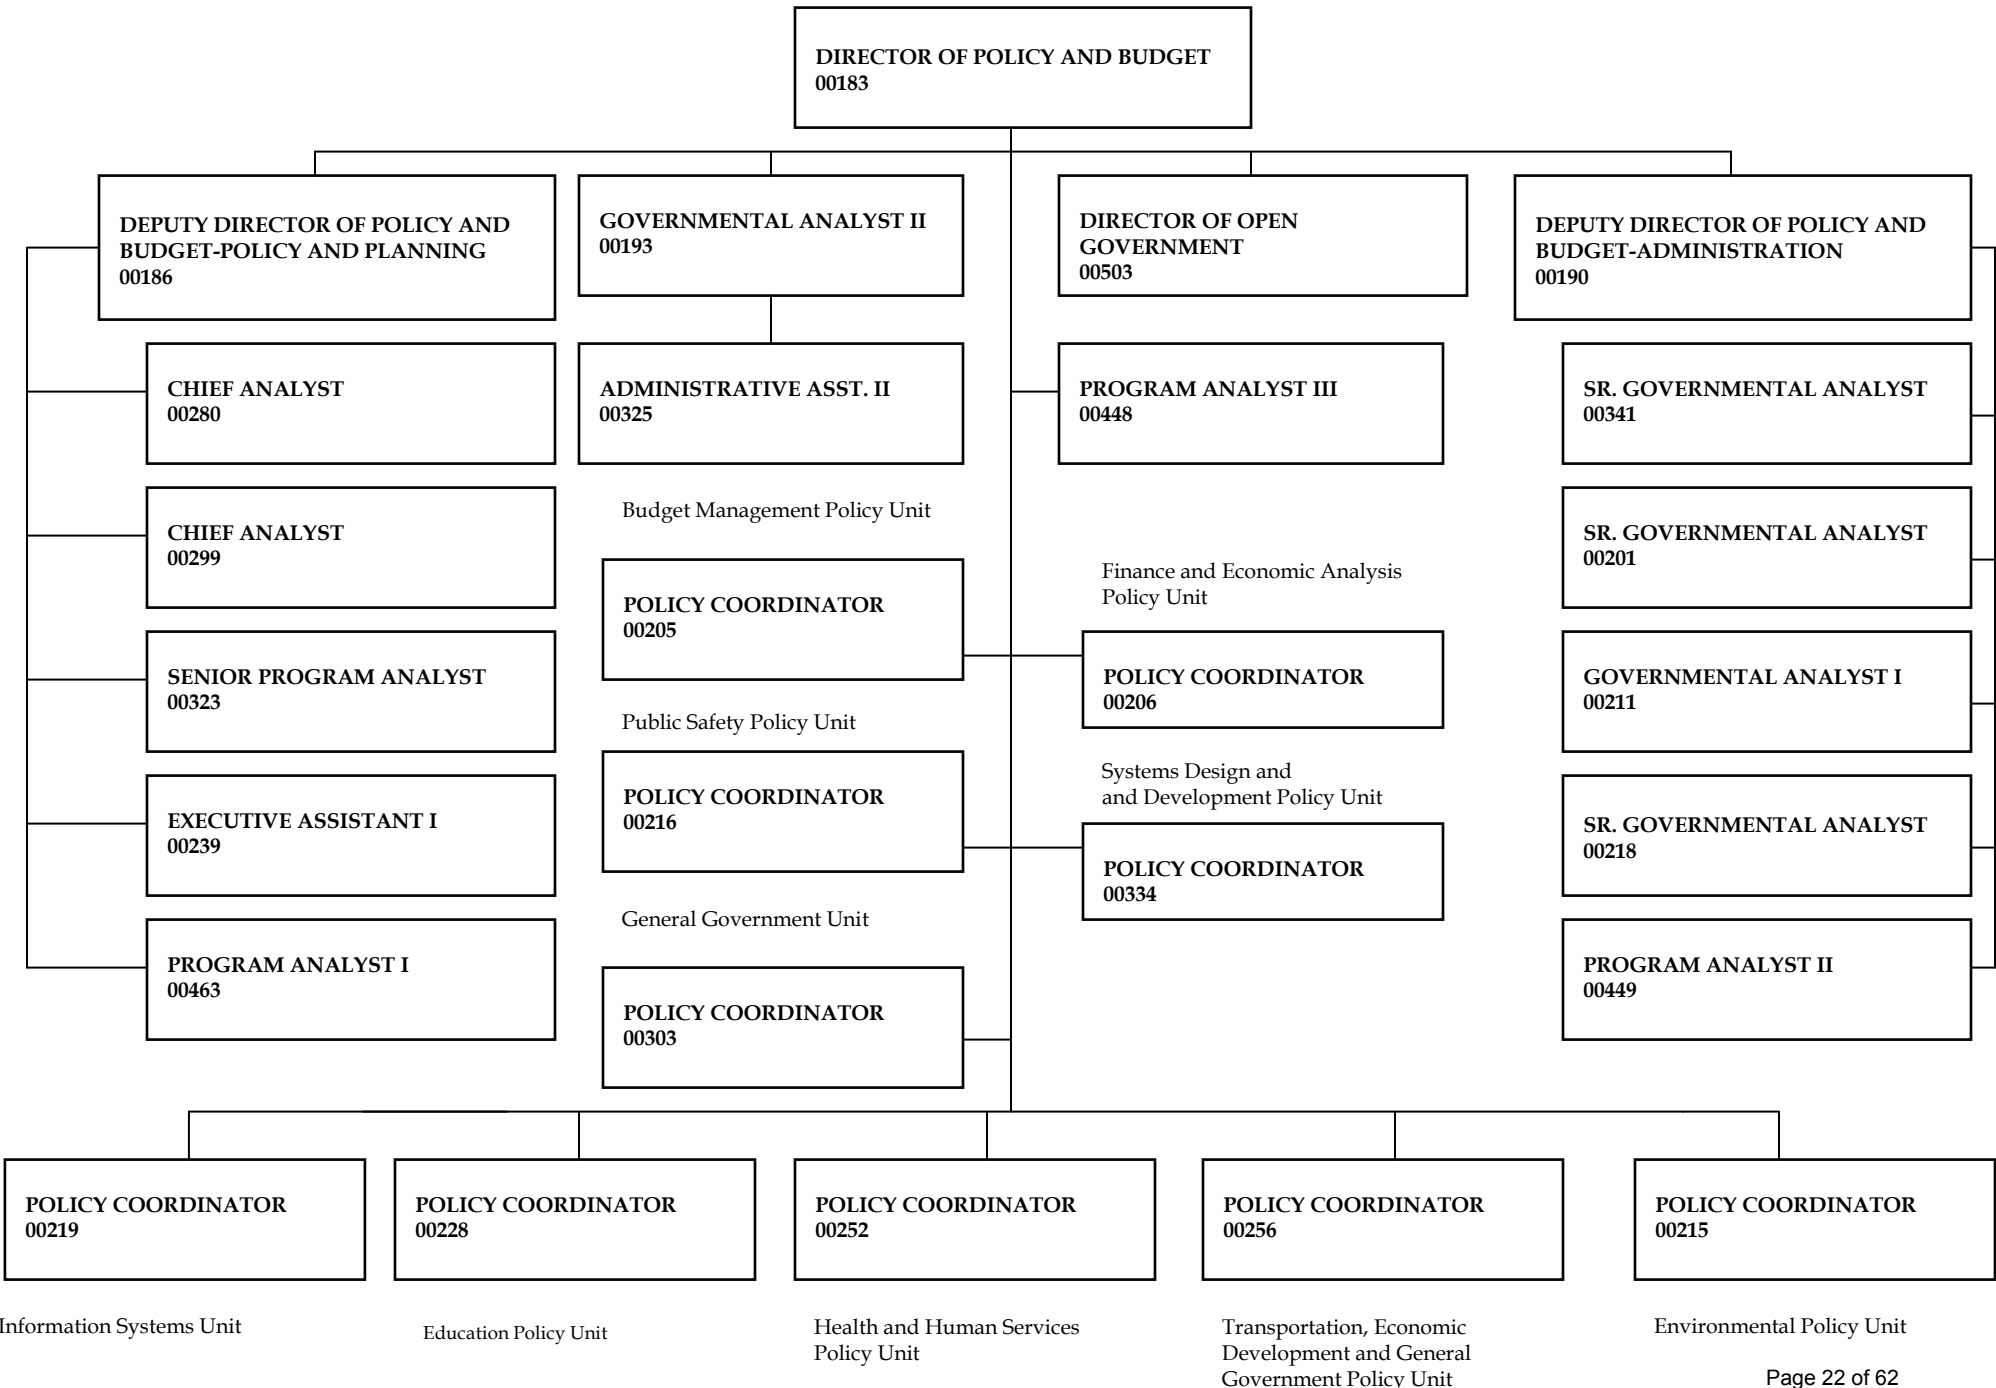 DIRECTOR OF POLICY AND BUDGET
00183
DEPUTY DIRECTOR OF POLICY AND
BUDGET-POLICY AND PLANNING
00186
GOVERNMENTAL ANALYST II
00193
DIRECTOR OF OPEN
GOVERNMENT
00503
DEPUTY DIRECTOR OF POLICY AND
BUDGET-ADMINISTRATION
00190
CHIEF ANALYST
00280
ADMINISTRATIVE ASST. II
00325
PROGRAM ANALYST III
00448
SR. GOVERNMENTAL ANALYST
00341
CHIEF ANALYST
00299
Budget Management Policy Unit
POLICY COORDINATOR
00205
Finance and Economic Analysis
Policy Unit
POLICY COORDINATOR
00206
SR. GOVERNMENTAL ANALYST
00201
SENIOR PROGRAM ANALYST
00323
Public Safety Policy Unit
POLICY COORDINATOR
00216
Systems Design and
and Development Policy Unit
POLICY COORDINATOR
00334
GOVERNMENTAL ANALYST I
00211
EXECUTIVE ASSISTANT I
00239
SR. GOVERNMENTAL ANALYST
00218
PROGRAM ANALYST I
00463
General Government Unit
POLICY COORDINATOR
00303
PROGRAM ANALYST II
00449
POLICY COORDINATOR
00219
Information Systems Unit
POLICY COORDINATOR
00228
Education Policy Unit
POLICY COORDINATOR
00252
Health and Human Services
Policy Unit
POLICY COORDINATOR
00256
Transportation, Economic
Development and General
Government Policy Unit
POLICY COORDINATOR
00215
Environmental Policy Unit
Page 22 of 62